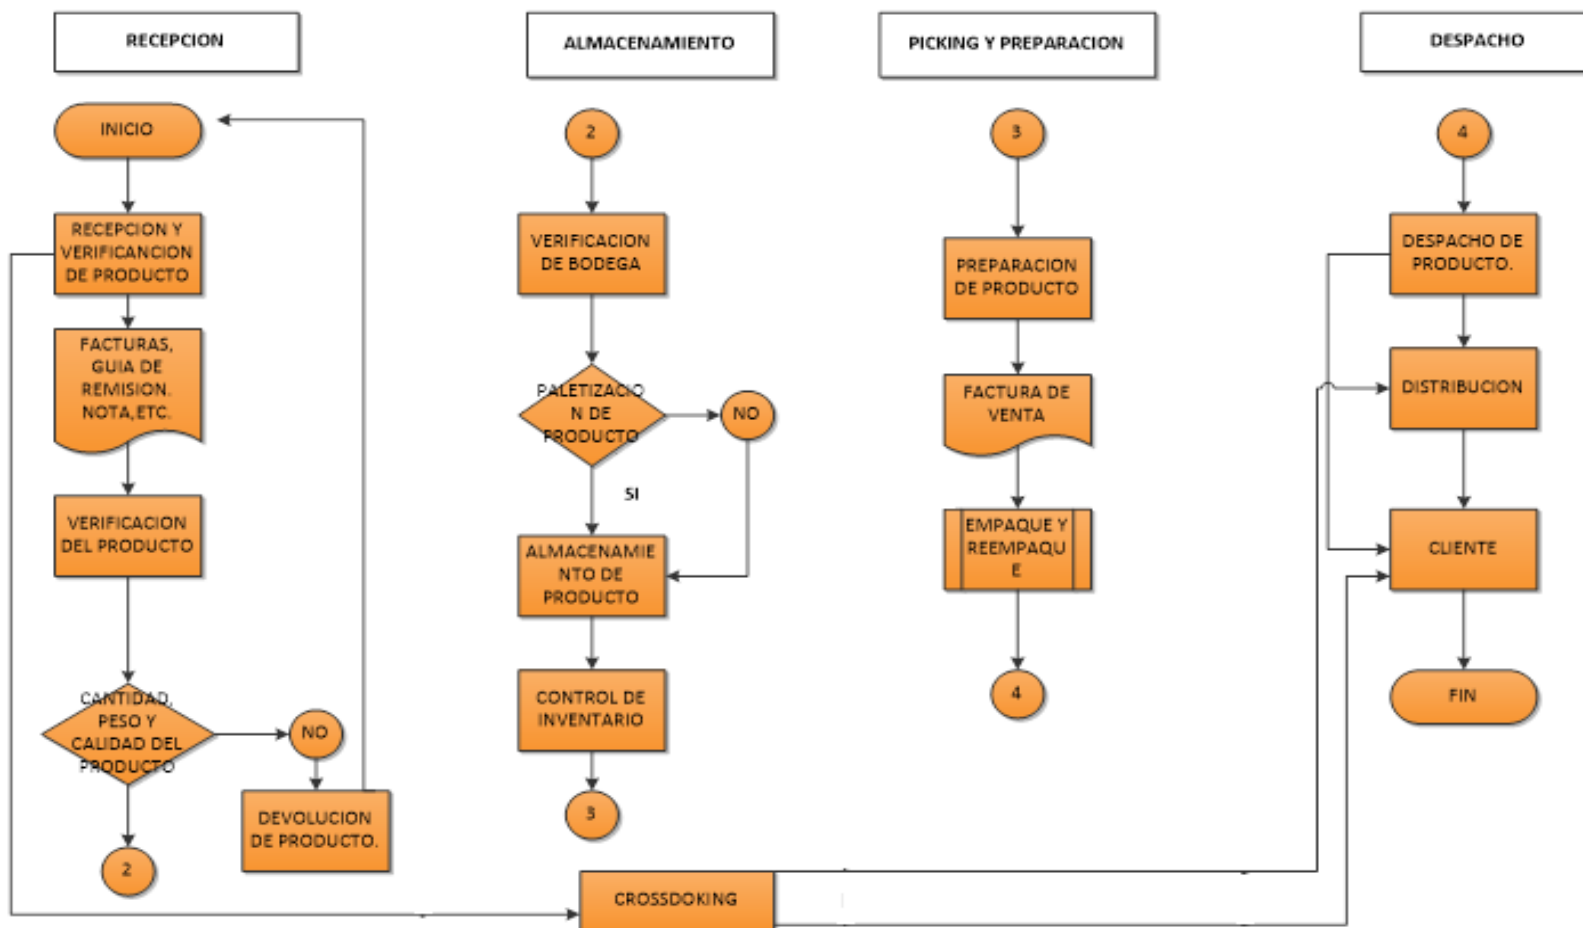 RECEPCION
INICIO
RECEPCION Y
VERIFICANCION
DE PRODUCTO
FACTURAS,
GUIA DE
REMISION.
NOTA,ETC.
VERIFICACION
DEL PRODUCTO
CANTIDAD,
PESO Y
CALIDAD DEL
PRODUCTO
NO
DEVOLUCION
DE PRODUCTO.
2
ALMACENAMIENTO
2
VERIFICACION
DE BODEGA
PALETIZACIO
N DE
PRODUCTO
NO
SI
ALMACENAMIE
NTO DE
PRODUCTO
CONTROL DE
INVENTARIO
3
CROSSDOKING
PICKING Y PREPARACION
3
PREPARACION
DE PRODUCTO
FACTURA DE
VENTA
EMPAQUE Y
REEMPAQU
E
4
DESPACHO
4
DESPACHO DE
PRODUCTO.
DISTRIBUCION
CLIENTE
FIN